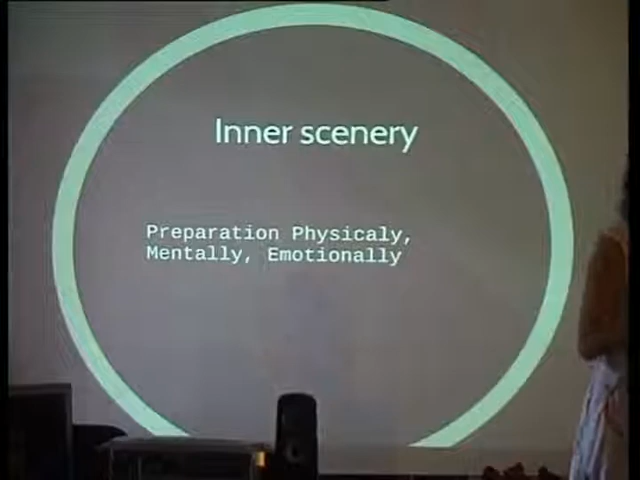 Inner scenery
Preparation Physicaly,
Mentally, Emotionally